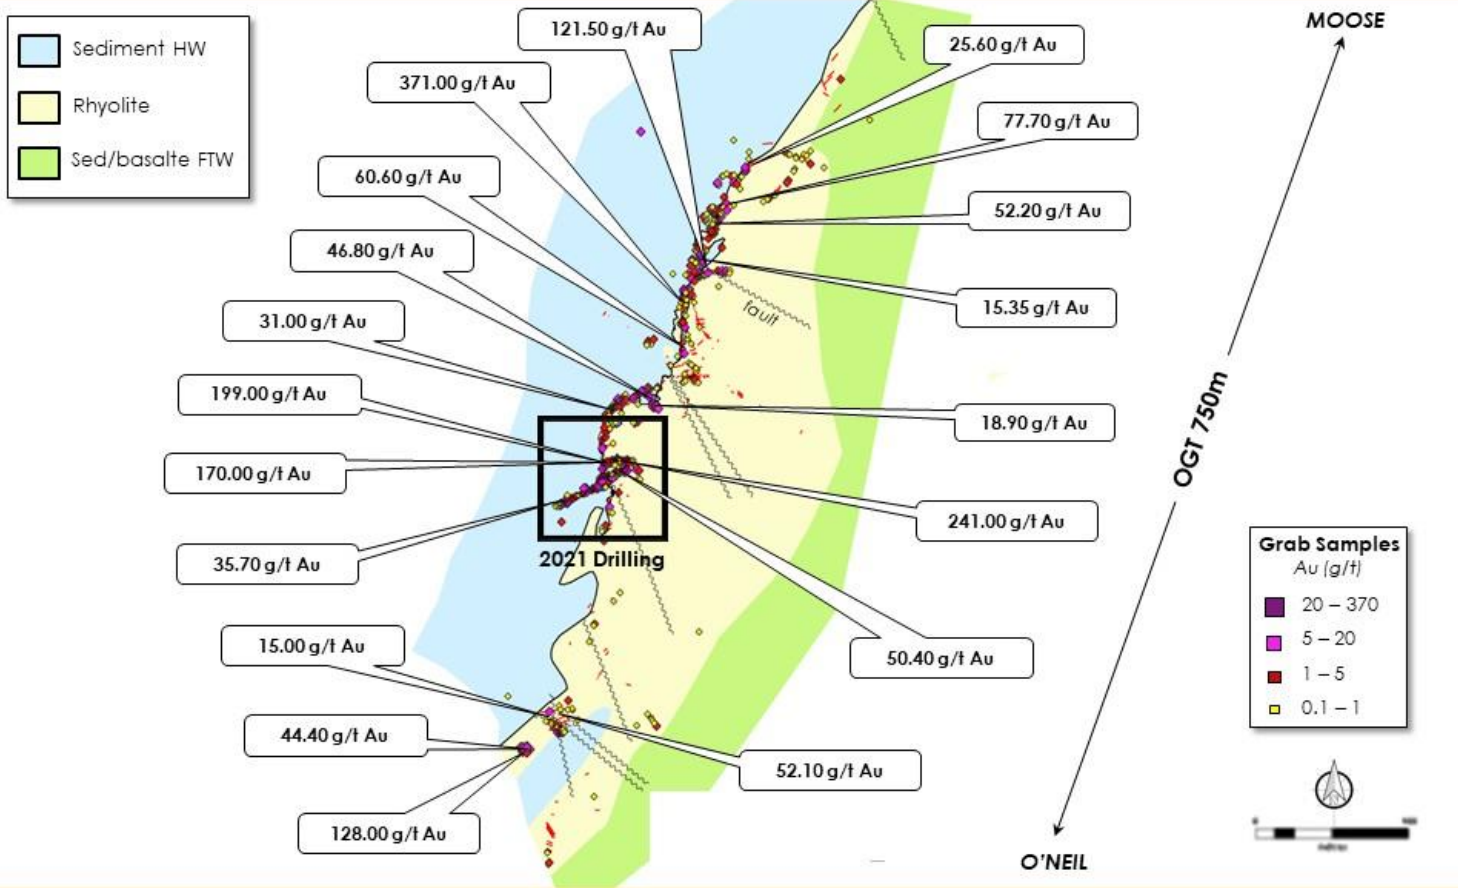 Sediment HW
Rhyolite
Sed/basalte FTW
121.50 g/t Au
25.60 g/t Au
MOOSE
371.00 g/t Au
77.70 g/t Au
60.60 g/t Au
52.20 g/t Au
46.80 g/t Au
15.35 g/t Au
fault
31.00 g/t Au
199.00 g/t Au
18.90 g/t Au
OGT 750m
170.00 g/t Au
241.00 g/t Au
35.70 g/t Au
2021 Drilling
Grab Samples
Au (g/t)
20 – 370
5 – 20
1 – 5
0.1 – 1
15.00 g/t Au
50.40 g/t Au
44.40 g/t Au
52.10 g/t Au
128.00 g/t Au
0
O'NEIL